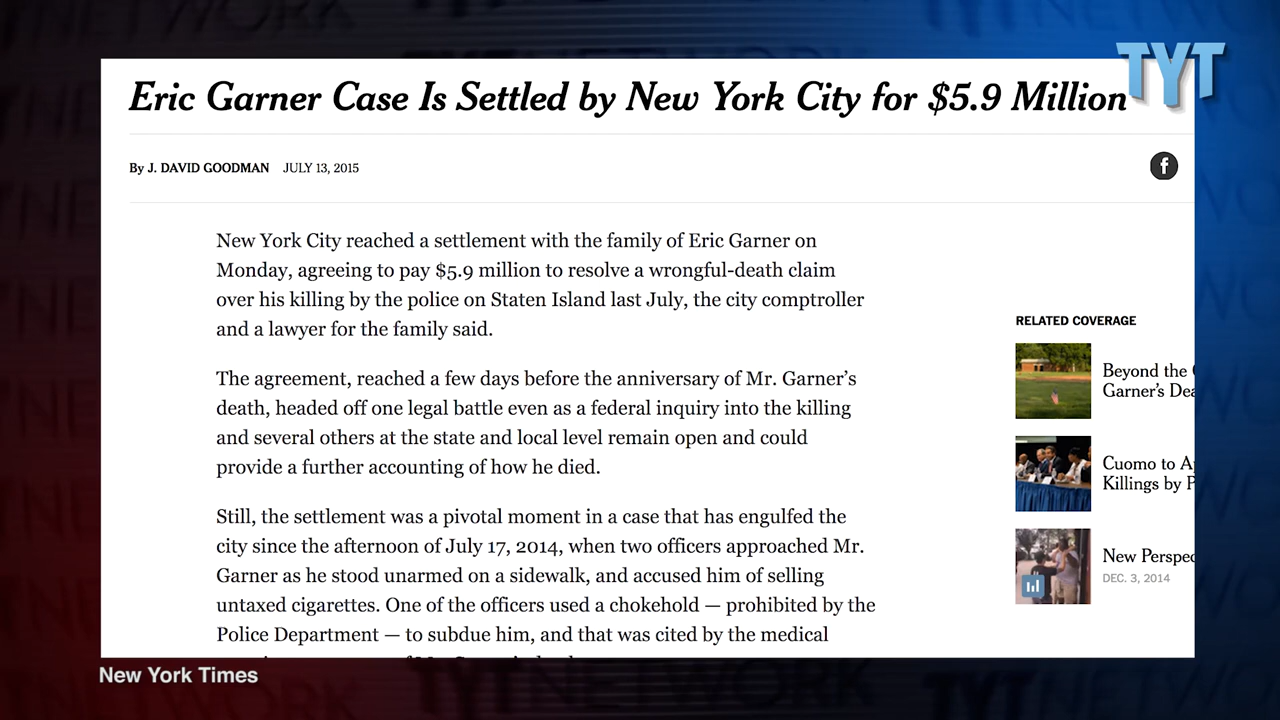 TYT
Eric Garner Case Is Settled by New York City for $5.9 Million
By J. DAVID GOODMAN JULY 13, 2015
f
New York City reached a settlement with the family of Eric Garner on
Monday, agreeing to pay $5.9 million to resolve a wrongful-death claim
over his killing by the police on Staten Island last July, the city comptroller
and a lawyer for the family said.
The agreement, reached a few days before the anniversary of Mr. Garner’s
death, headed off one legal battle even as a federal inquiry into the killing
and several others at the state and local level remain open and could
provide a further accounting of how he died.
Still, the settlement was a pivotal moment in a case that has engulfed the
city since the afternoon of July 17, 2014, when two officers approached Mr.
Garner as he stood unarmed on a sidewalk, and accused him of selling
untaxed cigarettes. One of the officers used a chokehold — prohibited by the
Police Department — to subdue him, and that was cited by the medical
RELATED COVERAGE
Beyond the
Garner’s
Cuomo to
Killings by
New
DEC. 3, 2014
New York Times